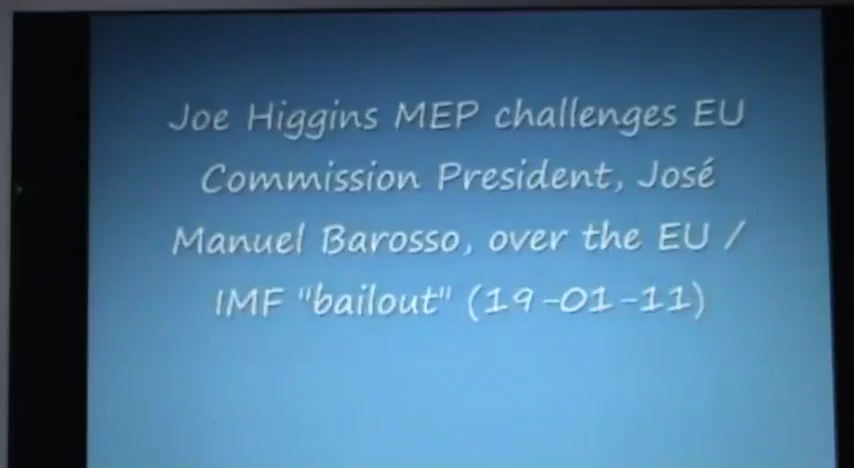 Joe Higgins MEP challenges EU
Commission President, José
Manuel Barosso, over the EU /
IMF "bailout" (19-01-11)